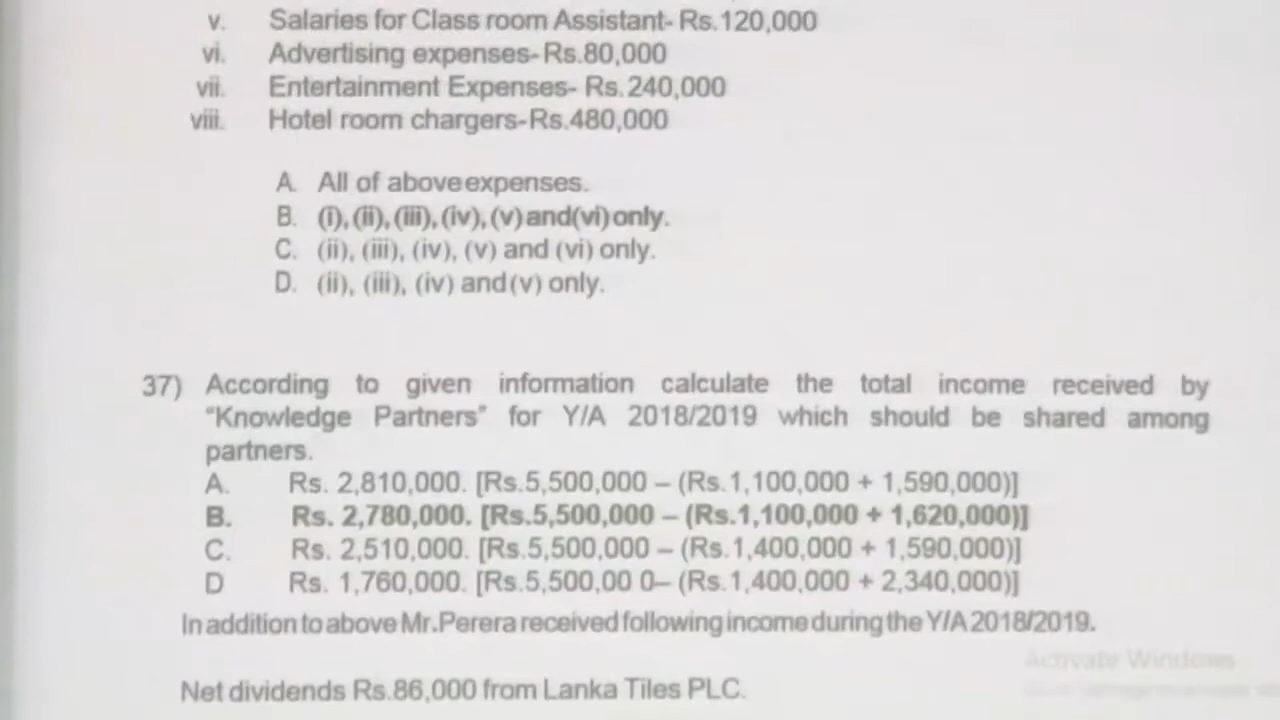 v. Salaries for Class room Assistant- Rs.120,000
vi. Advertising expenses-Rs.80,000
vii. Entertainment Expenses- Rs.240,000
viii. Hotel room chargers-Rs.480,000
A. All of above expenses.
B. (i), (ii), (iii), (iv), (v) and(vi) only.
C. (ii), (iii), (iv), (v) and (vi) only.
D. (ii), (iii), (iv) and (v) only.
37) According to given information calculate the total income received by
"Knowledge Partners" for Y/A 2018/2019 which should be shared among
partners.
A. Rs. 2,810,000. [Rs.5,500,000 – (Rs.1,100,000 + 1,590,000)]
B. Rs. 2,780,000. [Rs.5,500,000 – (Rs.1,100,000 + 1,620,000)]
C. Rs. 2,510,000. [Rs.5,500,000 – (Rs.1,400,000 + 1,590,000)]
D Rs. 1,760,000. [Rs.5,500,00 0– (Rs.1,400,000 + 2,340,000)]
In addition to above Mr.Perera received following income during the Y/A 2018/2019.
Activate Windows
Net dividends Rs.86,000 from Lanka Tiles PLC.